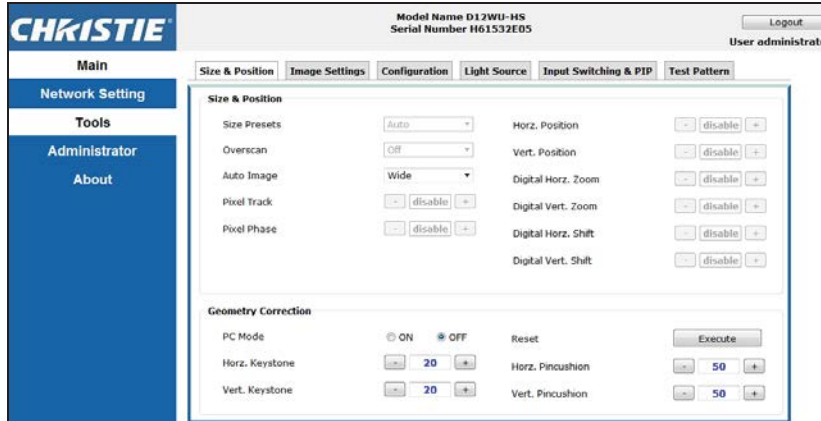 CHRISTIE
Model Name D12WU-HS
Serial Number H61532E05
Logout
User administrat
Main
Network Setting
Tools
Administrator
About
Size & Position
Image Settings
Configuration
Light Source
Input Switching & PIP
Test Pattern
Size & Position
Size Presets Auto
Overscan Off
Auto Image Wide
Pixel Track - disable +
Pixel Phase - disable +
Horz. Position - disable +
Vert. Position - disable +
Digital Horz. Zoom - disable +
Digital Vert. Zoom - disable +
Digital Horz. Shift - disable +
Digital Vert. Shift - disable +
Geometry Correction
PC Mode ON OFF
Horz. Keystone - 20 +
Vert. Keystone - 20 +
Reset Execute
Horz. Pincushion - 50 +
Vert. Pincushion - 50 +